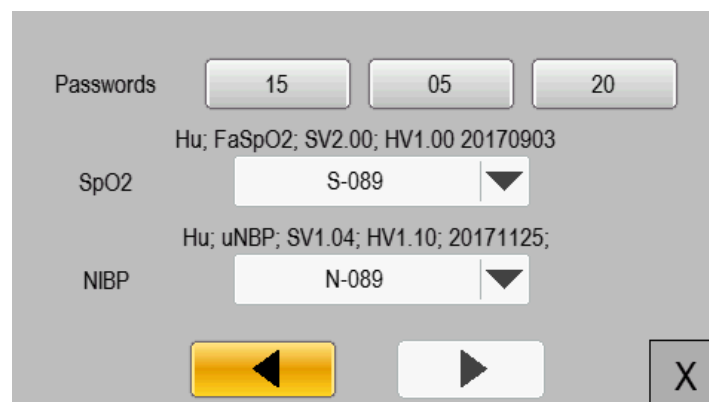 Passwords 15 05 20
Hu; FaSpO2; SV2.00; HV1.00 20170903
SpO2 S-089
Hu; uNBP; SV1.04; HV1.10; 20171125;
NIBP N-089
X